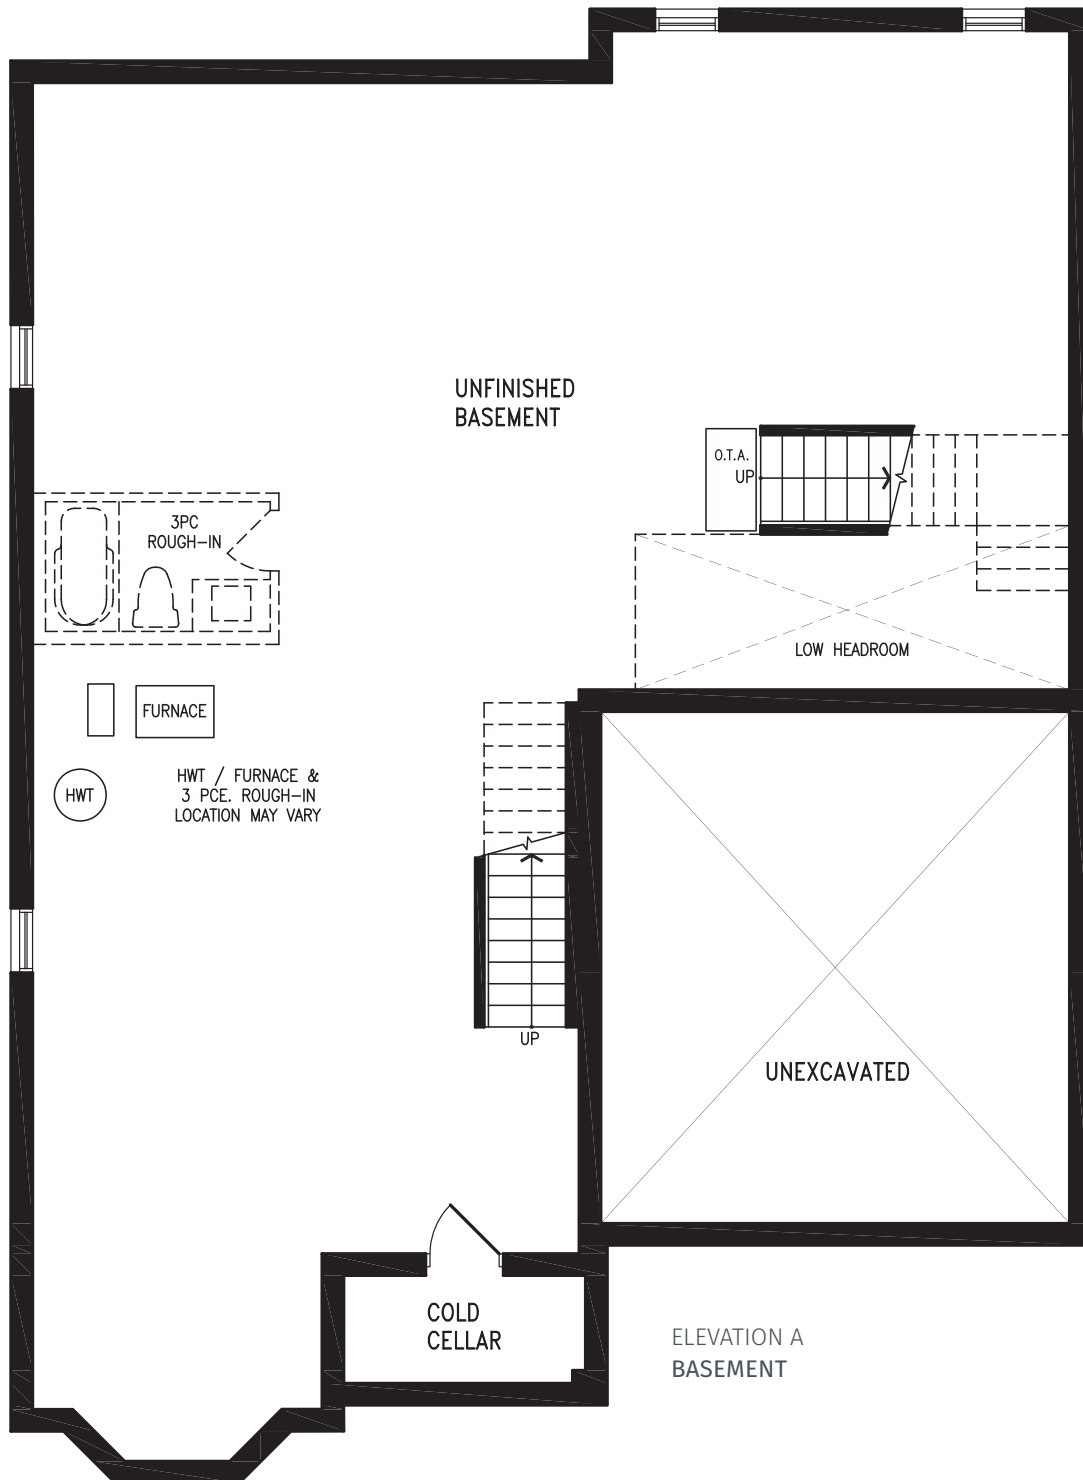 UNFINISHED
BASEMENT
O.T.A.
UP
3PC
ROUGH-IN
LOW HEADROOM
FURNACE
HWT
HWT / FURNACE &
3 PCE. ROUGH-IN
LOCATION MAY VARY
UP
UNEXCAVATED
COLD
CELLAR
ELEVATION A
BASEMENT